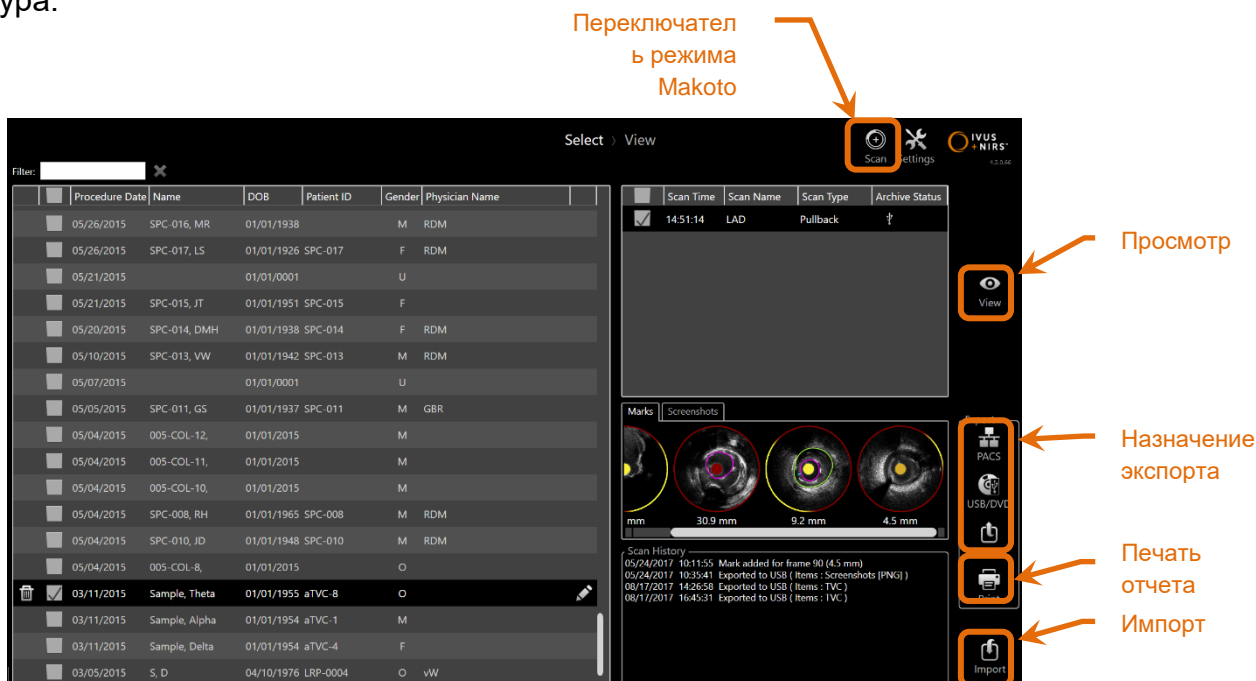 ура.
Переключател
ь режима
Makoto
Select > View
Scan
Settings
IVUS
+NIRS
4.2.0.66
Filter:
Procedure Date Name DOB Patient ID Gender Physician Name
05/26/2015 SPC-016, MR 01/01/1938 M RDM
05/26/2015 SPC-017, LS 01/01/1926 SPC-017 F RDM
05/21/2015 01/01/0001 U
05/21/2015 SPC-015, JT 01/01/1951 SPC-015 F
05/20/2015 SPC-014, DMH 01/01/1938 SPC-014 F RDM
05/10/2015 SPC-013, VW 01/01/1942 SPC-013 M RDM
05/07/2015 01/01/0001 U
05/05/2015 SPC-011, GS 01/01/1937 SPC-011 M GBR
05/04/2015 005-COL-12, 01/01/2015 M
05/04/2015 005-COL-11, 01/01/2015 M
05/04/2015 005-COL-10, 01/01/2015 M
05/04/2015 SPC-008, RH 01/01/1965 SPC-008 M RDM
05/04/2015 SPC-010, JD 01/01/1948 SPC-010 M RDM
05/04/2015 005-COL-8, 01/01/2015 O
03/11/2015 Sample, Theta 01/01/1955 aTVC-8 O
03/11/2015 Sample, Alpha 01/01/1954 aTVC-1 M
03/11/2015 Sample, Delta 01/01/1954 aTVC-4 F
03/05/2015 S, D 04/10/1976 LRP-0004 O vW
Scan Time Scan Name Scan Type Archive Status
14:51:14 LAD Pullback
Marks Screenshots
mm 30.9 mm 9.2 mm 4.5 mm
Scan History
05/24/2017 10:11:55 Mark added for frame 90 (4.5 mm)
05/24/2017 10:35:41 Exported to USB ( Items : Screenshots [PNG] )
08/17/2017 14:26:58 Exported to USB ( Items : TVC )
08/17/2017 16:45:31 Exported to USB ( Items : TVC )
View
PACS
USB/DVD
Print
Import
Просмотр
Назначение
экспорта
Печать
отчета
Импорт